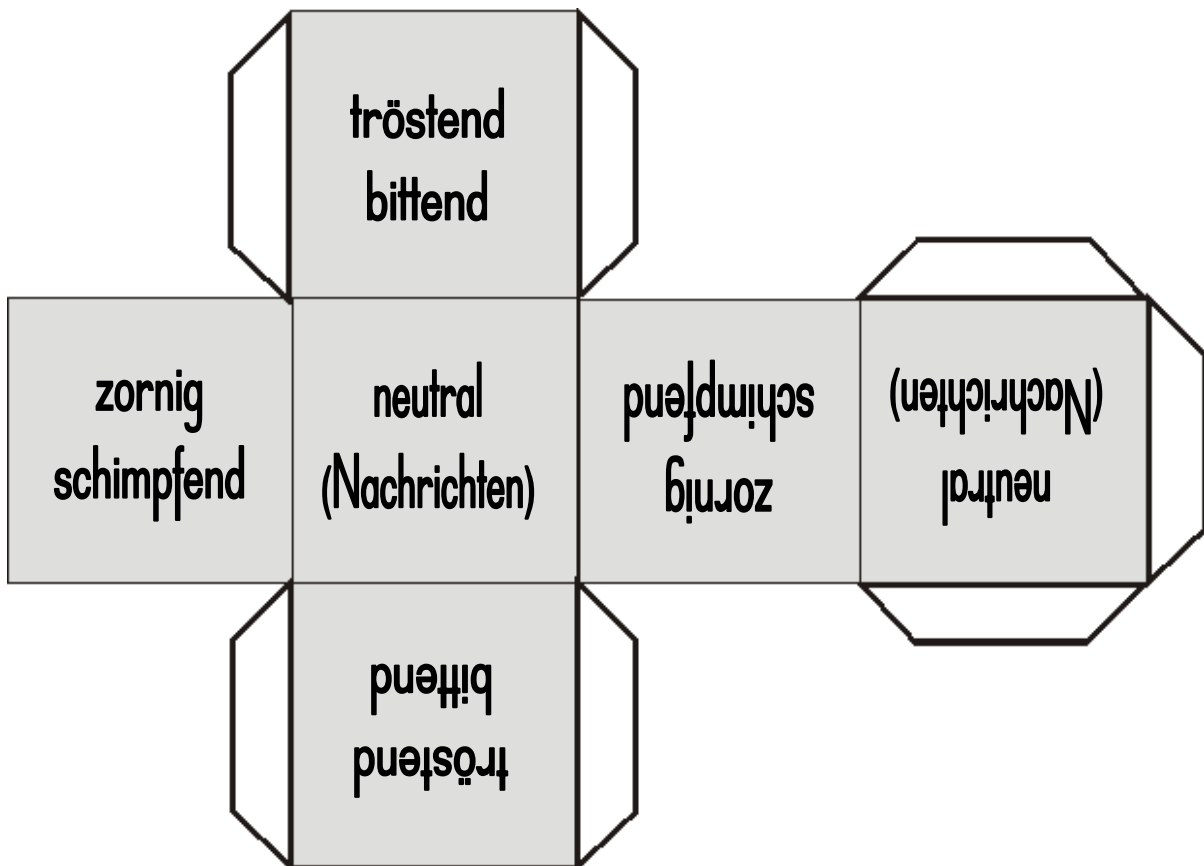 tröstend
bittend
zornig
schimpfend
neutral
(Nachrichten)
zornig
schimpfend
neutral
(Nachrichten)
tröstend
bittend